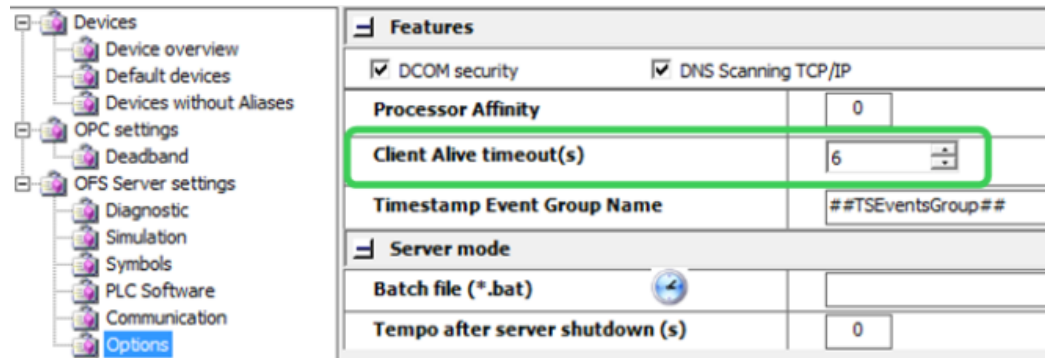 Devices
Device overview
Default devices
Devices without Aliases
OPC settings
Deadband
OFS Server settings
Diagnostic
Simulation
Symbols
PLC Software
Communication
Options
Features
DCOM security DNS Scanning TCP/IP
Processor Affinity 0
Client Alive timeout(s) 6
Timestamp Event Group Name ##TSEventsGroup##
Server mode
Batch file (*.bat)
Tempo after server shutdown (s) 0